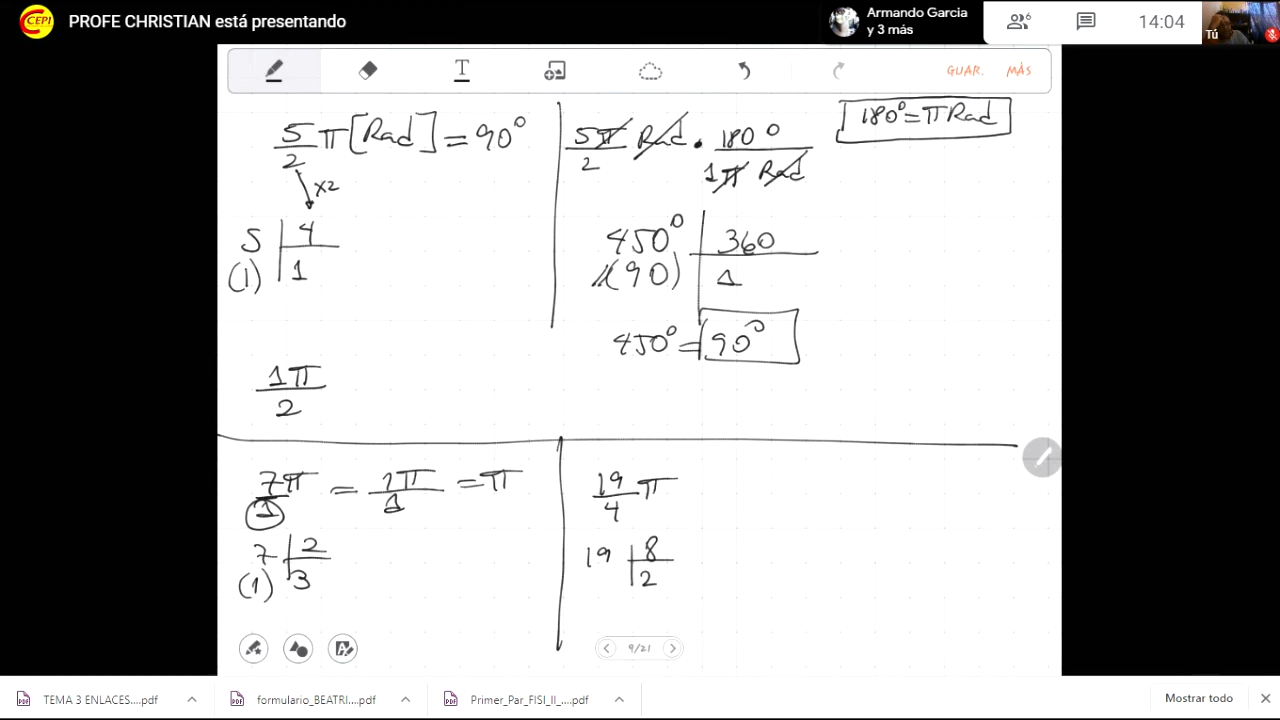 CEPI
PROFE CHRISTIAN está presentando
Armando Garcia
y 3 más
6
14:04
Tú
T
GUAR.
MÁS
5/2 π [Rad] = 90°
x2
5 | 4
(1) | 1
1π/2
5π/2 Rad • 180°/1π Rad
180° = π Rad
450° | 360
(90) | 1
450° = 90°
7π/1 = 1π/1 = π
7 | 2
(1) | 3
19/4 π
19 | 8
2
9/21
TEMA 3 ENLACES....pdf
formulario_BEATRI....pdf
Primer_Par_FISI_II_....pdf
Mostrar todo